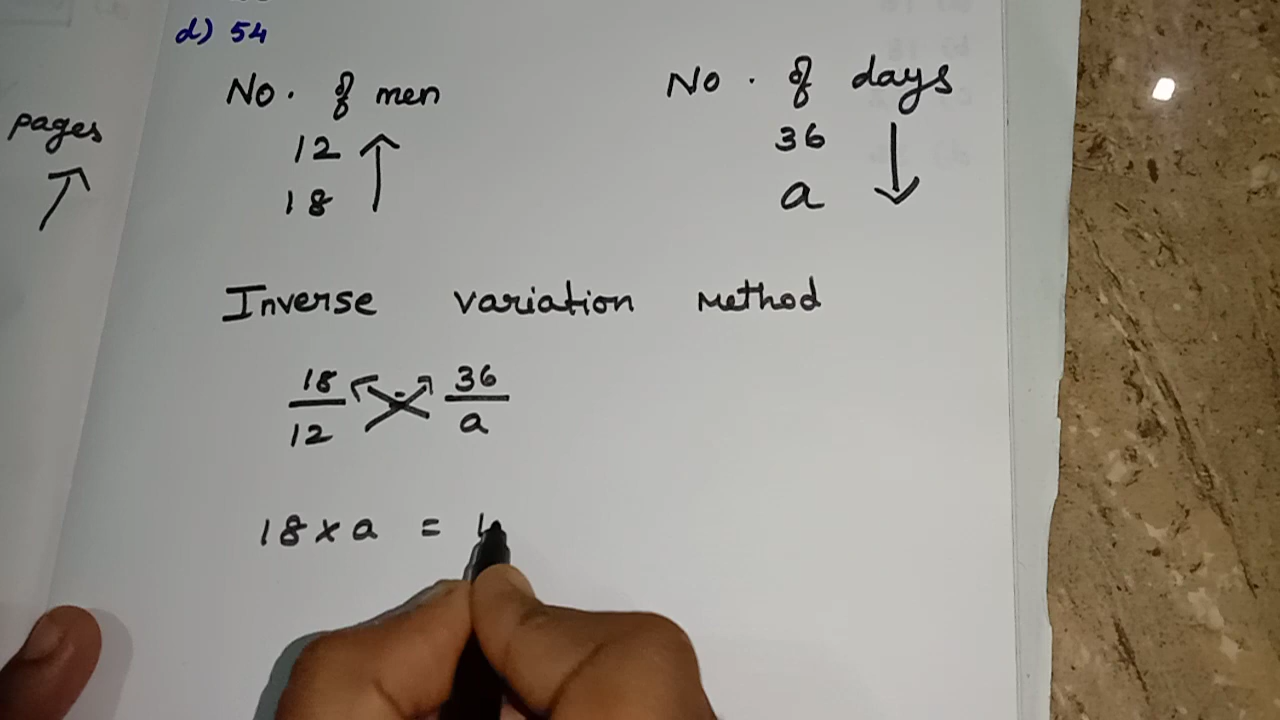 d) 54
pages
No. of men
No. of days
12
36
18
a
Inverse variation method
18/12 = 36/a
18 x a =